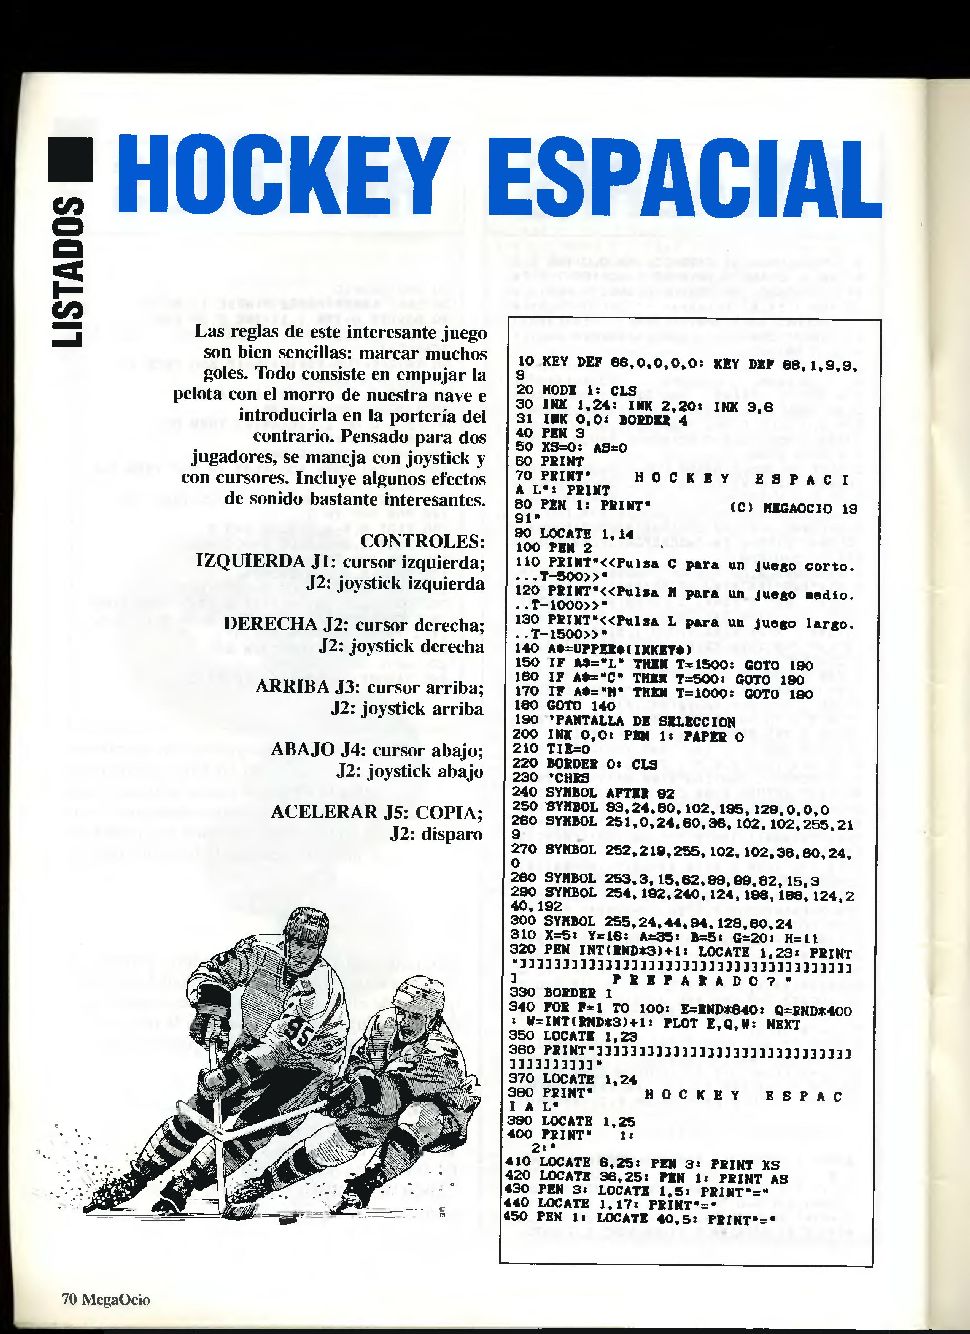 HOCKEY ESPACIAL
LISTADOS
Las reglas de este interesante juego
son bien sencillas: marcar muchos
goles. Todo consiste en empujar la
pelota con el morro de nuestra nave e
introducirla en la portería del
contrario. Pensado para dos
jugadores, se maneja con joystick y
con cursores. Incluye algunos efectos
de sonido bastante interesantes.
CONTROLES:
IZQUIERDA J1: cursor izquierda;
J2: joystick izquierda
DERECHA J2: cursor derecha;
J2: joystick derecha
ARRIBA J3: cursor arriba;
J2: joystick arriba
ABAJO J4: cursor abajo;
J2: joystick abajo
ACELERAR J5: COPIA;
J2: disparo
10 KEY DEF 66,0,0,0,0: KEY DEF 68,1,9,9,
9
20 MODE 1: CLS
30 INK 1,24: INK 2,20: INK 3,6
31 INK 0,0: BORDER 4
40 PEN 3
50 XS=0: AS=0
60 PRINT
70 PRINT" H O C K E Y E S P A C I
A L": PRINT
80 PEN 1: PRINT" (C) MEGAOCIO 19
91"
90 LOCATE 1,14
100 PEN 2
110 PRINT"<<Pulsa C para un juego corto.
...T-500>>"
120 PRINT"<<Pulsa M para un juego medio.
..T-1000>>"
130 PRINT"<<Pulsa L para un juego largo.
..T-1500>>"
140 A$=UPPER$(INKEY$)
150 IF A$="L" THEN T=1500: GOTO 190
160 IF A$="C" THEN T=500: GOTO 190
170 IF A$="M" THEN T=1000: GOTO 190
180 GOTO 140
190 'PANTALLA DE SELECCION
200 INK 0,0: PEN 1: PAPER 0
210 TIE=0
220 BORDER 0: CLS
230 'CHRS
240 SYMBOL AFTER 92
250 SYMBOL 93,24,60,102,195,129,0,0,0
260 SYMBOL 251,0,24,60,36,102,102,255,21
9
270 SYMBOL 252,219,255,102,102,36,60,24,
0
280 SYMBOL 253,3,15,62,99,99,62,15,3
290 SYMBOL 254,192,240,124,198,198,124,2
40,192
300 SYMBOL 255,24,44,94,126,60,24
310 X=5: Y=16: A=35: B=5: G=20: H=11
320 PEN INT(RND*3)+1: LOCATE 1,23: PRINT
"]]]]]]]]]]]]]]]]]]]]]]]]]]]]]]]]]]]]]]]
] P R E P A R A D O ? "
330 BORDER 1
340 FOR P=1 TO 100: E=RND*640: Q=RND*400
: W=INT(RND*3)+1: PLOT E,Q,W: NEXT
350 LOCATE 1,23
360 PRINT"]]]]]]]]]]]]]]]]]]]]]]]]]]]]]]
]]]]]]]]]]"
370 LOCATE 1,24
380 PRINT" H O C K E Y E S P A C
I A L"
390 LOCATE 1,25
400 PRINT" 1:
2:"
410 LOCATE 6,25: PEN 3: PRINT XS
420 LOCATE 36,25: PEN 1: PRINT AS
430 PEN 3: LOCATE 1,5: PRINT"="
440 LOCATE 1,17: PRINT"="
450 PEN 1: LOCATE 40,5: PRINT"="
95
70 MegaOcio